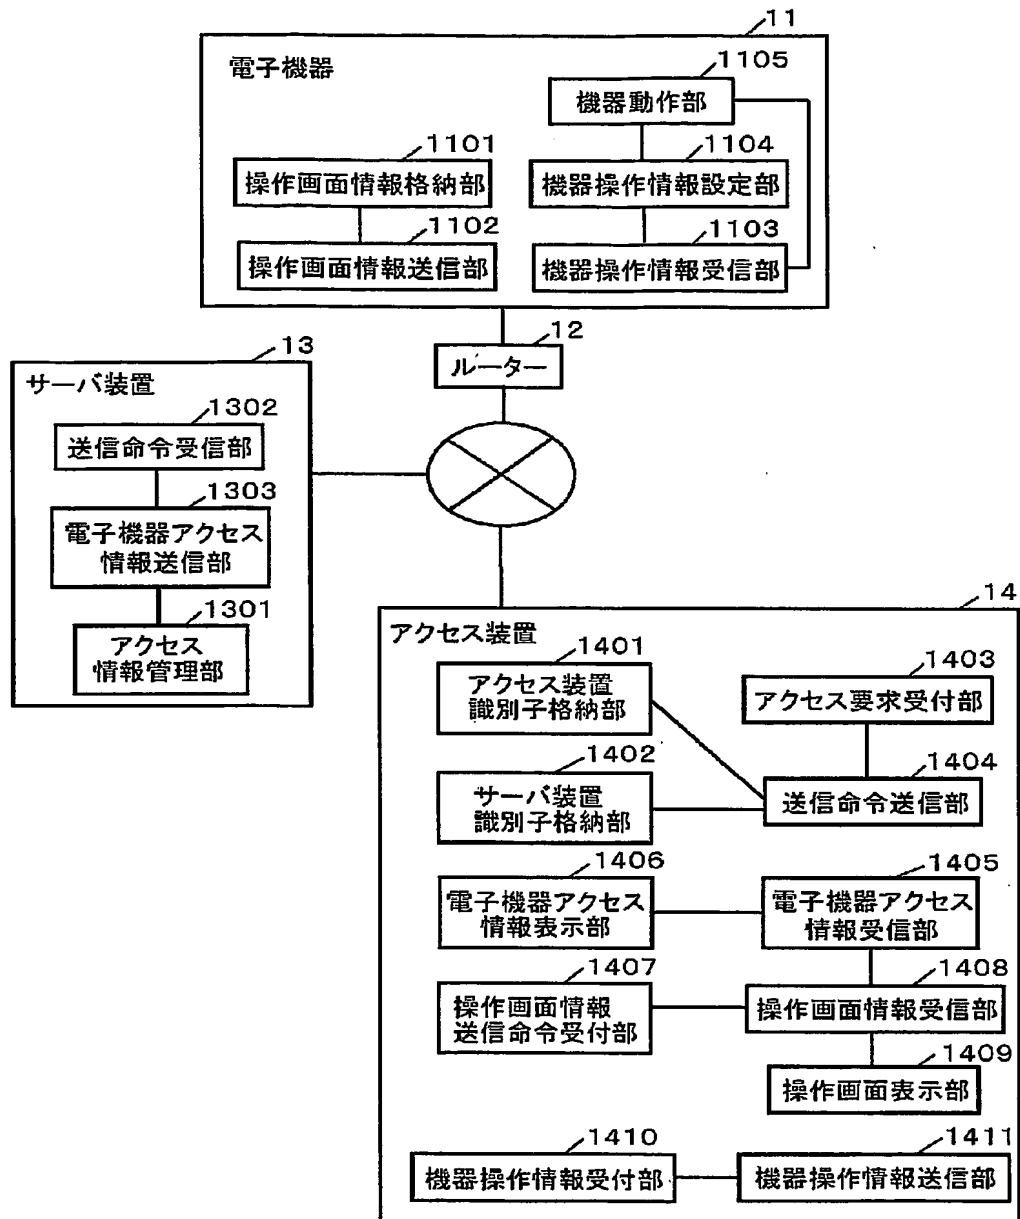 11
電子機器
1105
機器動作部
1101
操作画面情報格納部
1104
機器操作情報設定部
1102
操作画面情報送信部
1103
機器操作情報受信部
12
ルーター
13
サーバ装置
1302
送信命令受信部
1303
電子機器アクセス
情報送信部
1301
アクセス
情報管理部
14
アクセス装置
1401
アクセス装置
識別子格納部
1403
アクセス要求受付部
1402
サーバ装置
識別子格納部
1404
送信命令送信部
1406
電子機器アクセス
情報表示部
1405
電子機器アクセス
情報受信部
1407
操作画面情報
送信命令受付部
1408
操作画面情報受信部
1409
操作画面表示部
1410
機器操作情報受付部
1411
機器操作情報送信部